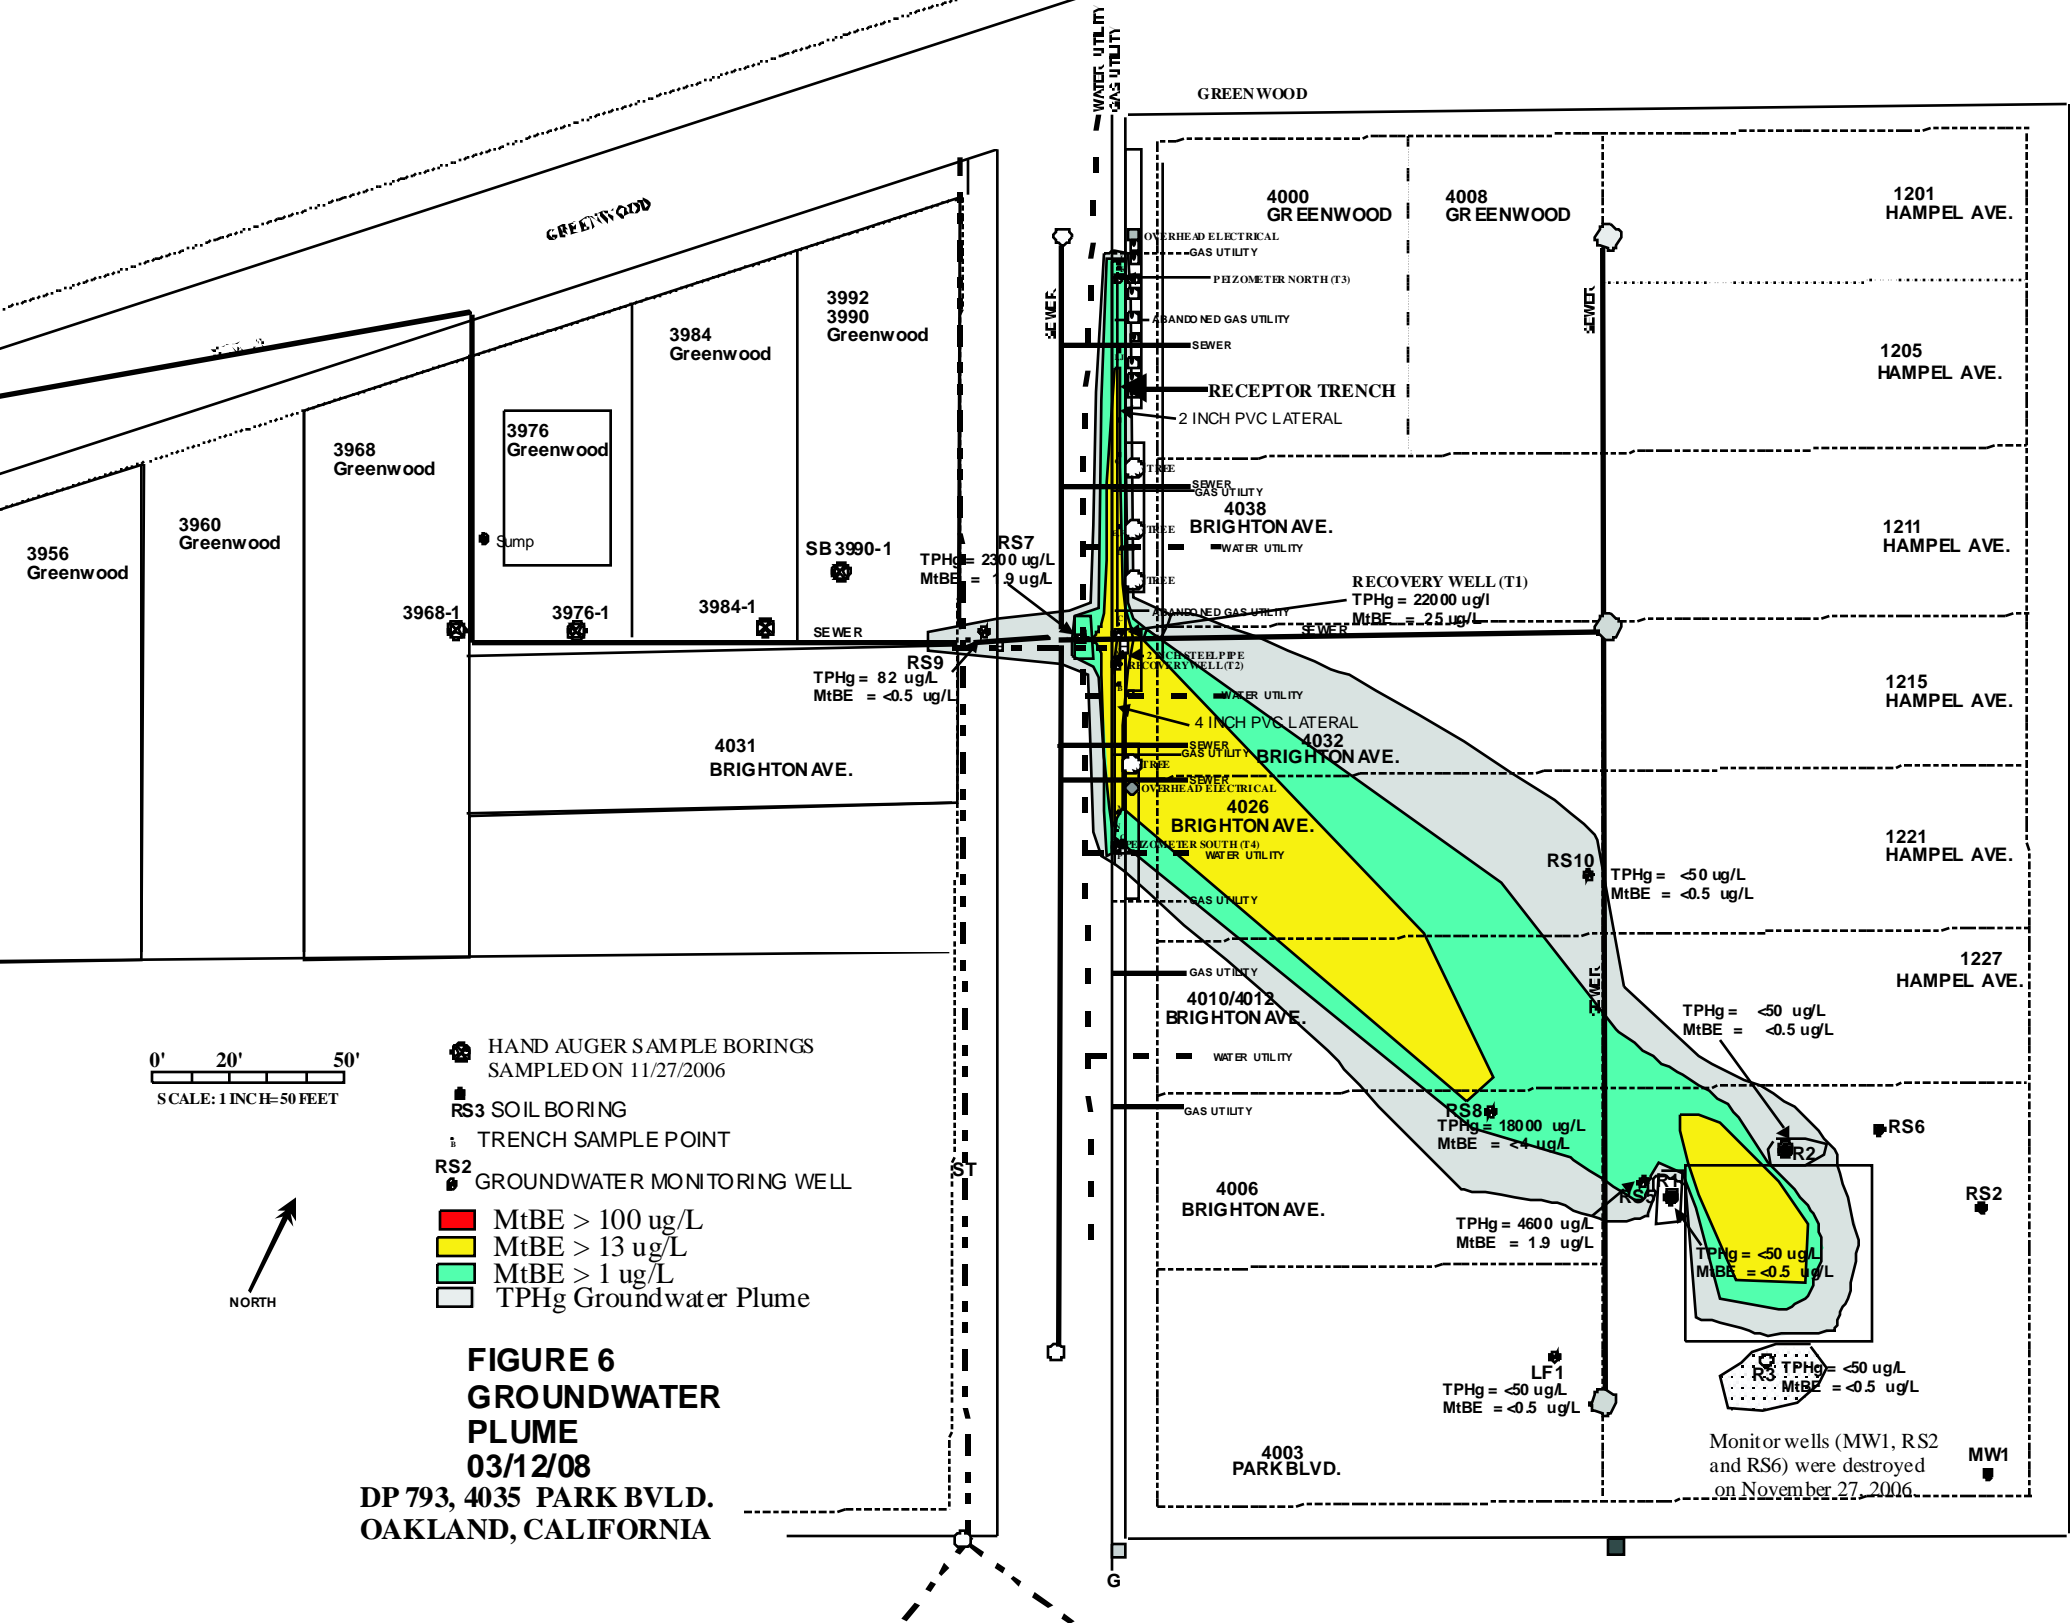 WATER UTILITY
GAS UTILITY
GREENWOOD
GREENWOOD
4000
GREENWOOD
4008
GREENWOOD
1201
HAMPEL AVE.
OVERHEAD ELECTRICAL
GAS UTILITY
PEIZOMETER NORTH (T3)
SEWER
SEWER
ABANDONED GAS UTILITY
SEWER
3992
3990
Greenwood
3984
Greenwood
1205
HAMPEL AVE.
RECEPTOR TRENCH
2 INCH PVC LATERAL
3976
Greenwood
3968
Greenwood
TREE
SEWER
GAS UTILITY
4038
BRIGHTON AVE.
TREE
WATER UTILITY
1211
HAMPEL AVE.
3960
Greenwood
3956
Greenwood
Sump
SB3990-1
RS7
TPHg = 2300 ug/L
MtBE = 1.9 ug/L
TREE
RECOVERY WELL (T1)
TPHg = 22000 ug/l
MtBE = 25 ug/L
ABANDONED GAS UTILITY
3968-1
3976-1
3984-1
SEWER
SEWER
2 INCH STEEL PIPE
RECOVERY WELL (T2)
RS9
TPHg = 82 ug/L
MtBE = <0.5 ug/L
WATER UTILITY
1215
HAMPEL AVE.
4 INCH PVC LATERAL
4031
BRIGHTON AVE.
SEWER
GAS UTILITY
4032
BRIGHTON AVE.
TREE
SEWER
OVERHEAD ELECTRICAL
4026
BRIGHTON AVE.
PEIZOMETER SOUTH (T4)
WATER UTILITY
1221
HAMPEL AVE.
RS10
TPHg = <50 ug/L
MtBE = <0.5 ug/L
GAS UTILITY
GAS UTILITY
SEWER
1227
HAMPEL AVE.
4010/4012
BRIGHTON AVE.
TPHg = <50 ug/L
MtBE = <0.5 ug/L
WATER UTILITY
0' 20' 50'
SCALE: 1 INCH=50 FEET
HAND AUGER SAMPLE BORINGS
SAMPLED ON 11/27/2006
RS3 SOIL BORING
B TRENCH SAMPLE POINT
RS2
GROUNDWATER MONITORING WELL
MtBE > 100 ug/L
MtBE > 13 ug/L
MtBE > 1 ug/L
TPHg Groundwater Plume
NORTH
ST
GAS UTILITY
RS8
TPHg = 18000 ug/L
MtBE = <4 ug/L
RS6
R2
R1
RS5
RS2
4006
BRIGHTON AVE.
TPHg = 4600 ug/L
MtBE = 1.9 ug/L
TPHg = <50 ug/L
MtBE = <0.5 ug/L
LF1
TPHg = <50 ug/L
MtBE = <0.5 ug/L
R3
TPHg = <50 ug/L
MtBE = <0.5 ug/L
FIGURE 6
GROUNDWATER
PLUME
03/12/08
DP 793, 4035 PARK BVLD.
OAKLAND, CALIFORNIA
4003
PARK BLVD.
Monitor wells (MW1, RS2
and RS6) were destroyed
on November 27, 2006.
MW1
G